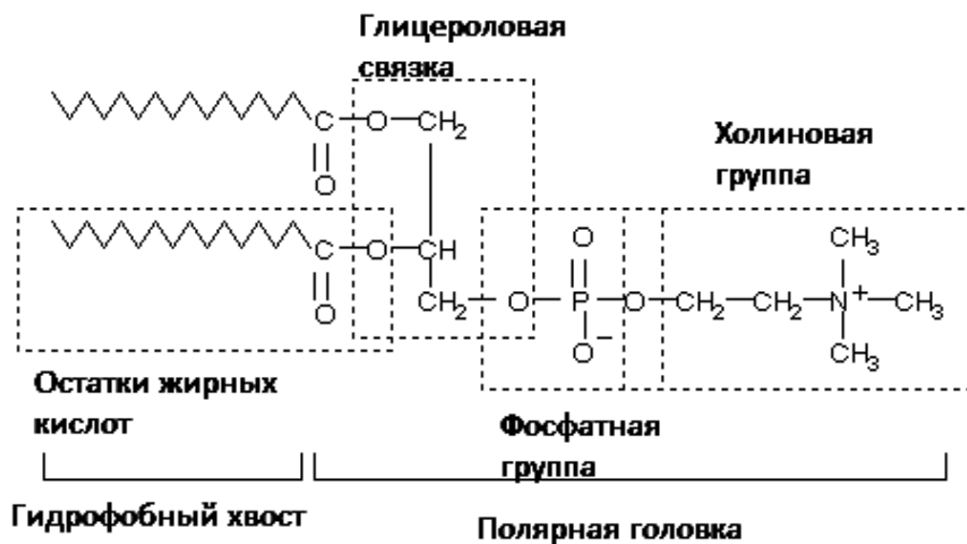 Глицероловая
связка
Холиновая
группа
C—O—CH₂
O
O
CH₃
C—O—CH
O
CH₂—O—P—O—CH₂—CH₂—N⁺—CH₃
O⁻
CH₃
Остатки жирных
кислот
Фосфатная
группа
Гидрофобный хвост
Полярная головка